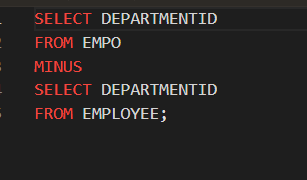 SELECT DEPARTMENTID
FROM EMPO
MINUS
SELECT DEPARTMENTID
FROM EMPLOYEE;